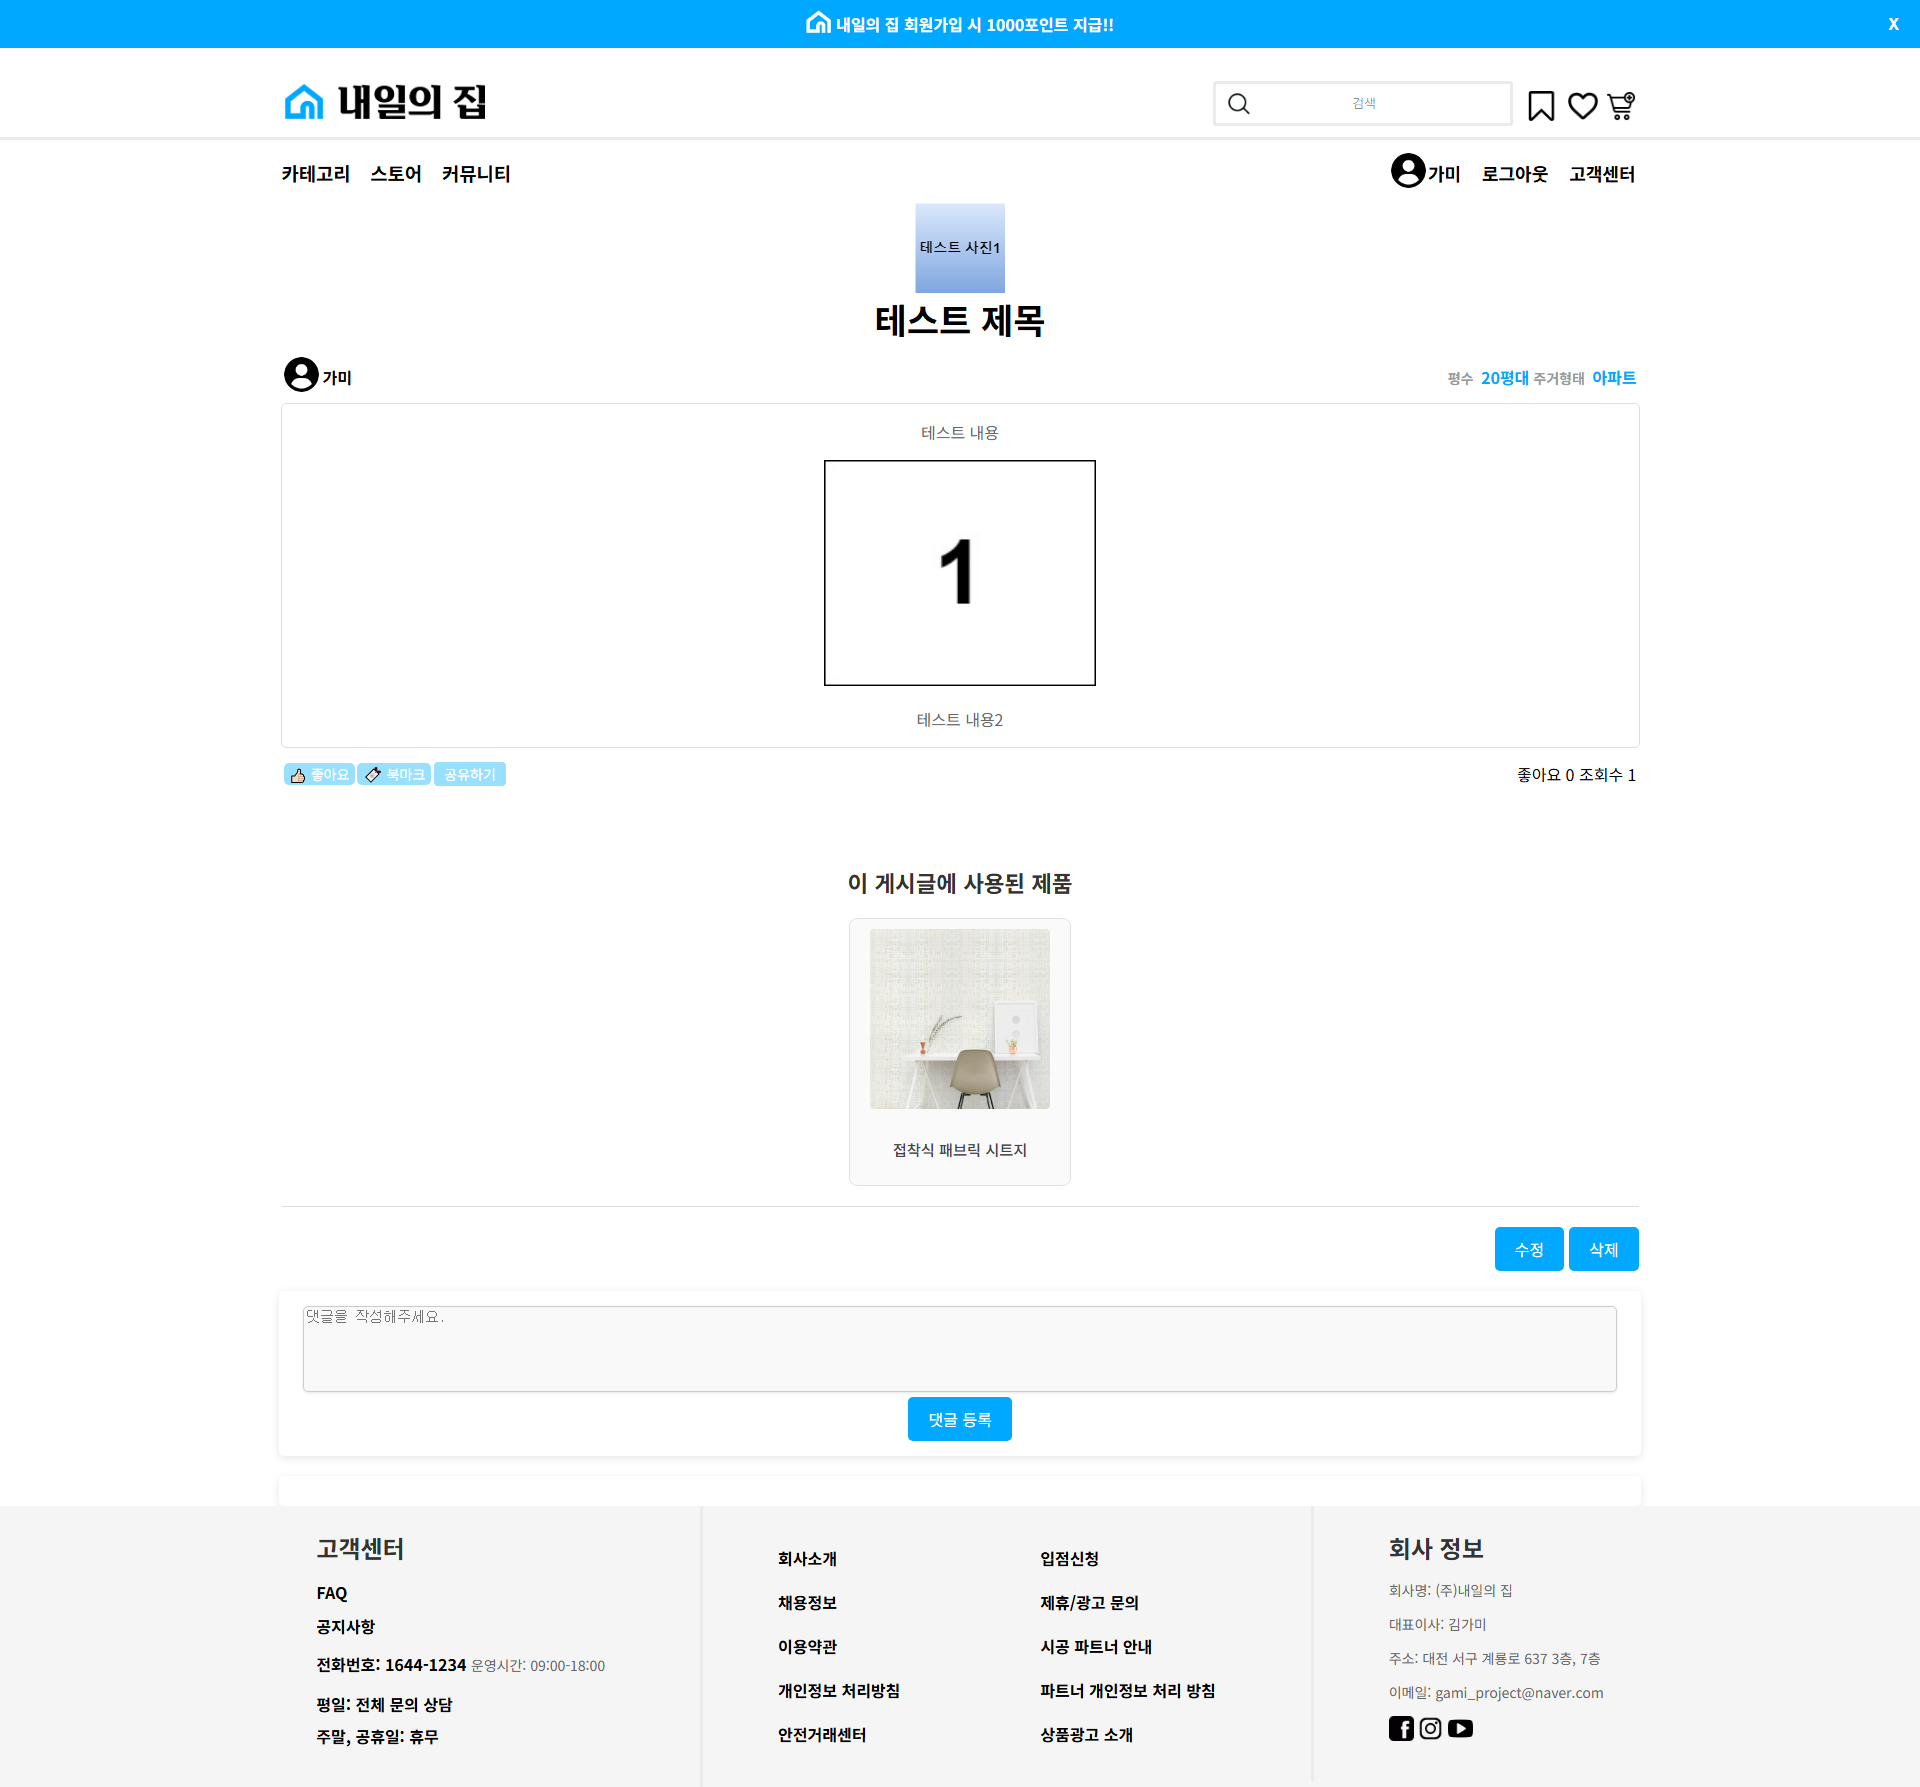 내일의 집 회원가입 시 1000포인트 지급!!
X
내일의 집
검색
카테고리 스토어 커뮤니티
가미 로그아웃 고객센터
테스트 사진1
테스트 제목
가미
평수 20평대 주거형태 아파트
테스트 내용
1
테스트 내용2
좋아요 북마크 공유하기
좋아요 0 조회수 1
이 게시글에 사용된 제품
접착식 패브릭 시트지
수정 삭제
댓글을 작성해주세요.
댓글 등록
고객센터
FAQ
공지사항
전화번호: 1644-1234 운영시간: 09:00-18:00
평일: 전체 문의 상담
주말, 공휴일: 휴무
회사소개
채용정보
이용약관
개인정보 처리방침
안전거래센터
입점신청
제휴/광고 문의
시공 파트너 안내
파트너 개인정보 처리 방침
상품광고 소개
회사 정보
회사명: (주)내일의 집
대표이사: 김가미
주소: 대전 서구 계룡로 637 3층, 7층
이메일: gami_project@naver.com